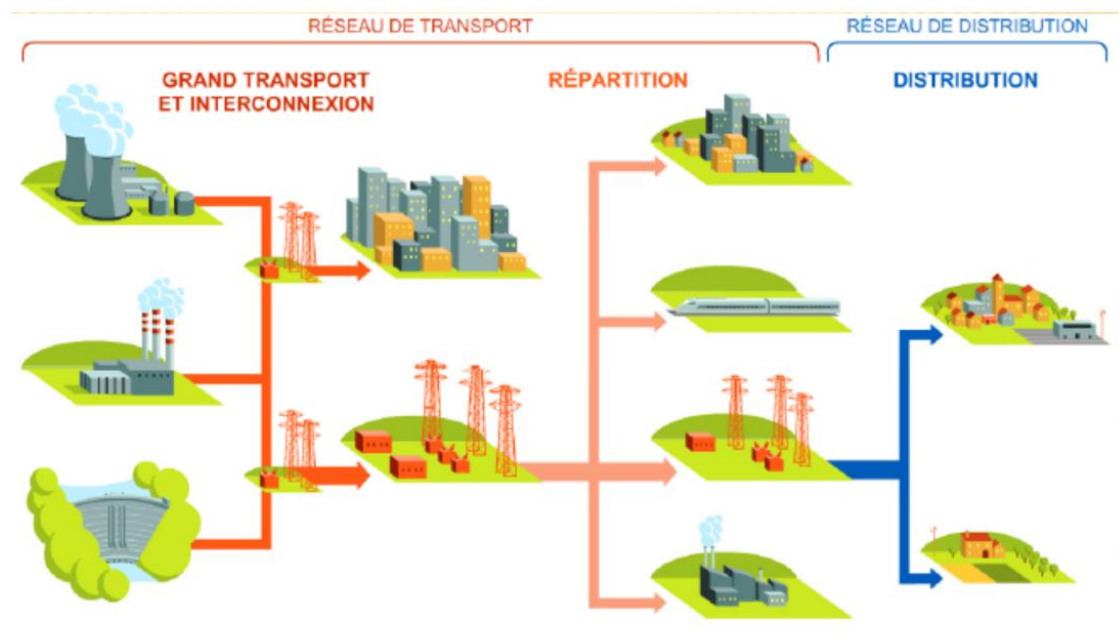 RÉSEAU DE TRANSPORT
RÉSEAU DE DISTRIBUTION
GRAND TRANSPORT
ET INTERCONNEXION
RÉPARTITION
DISTRIBUTION